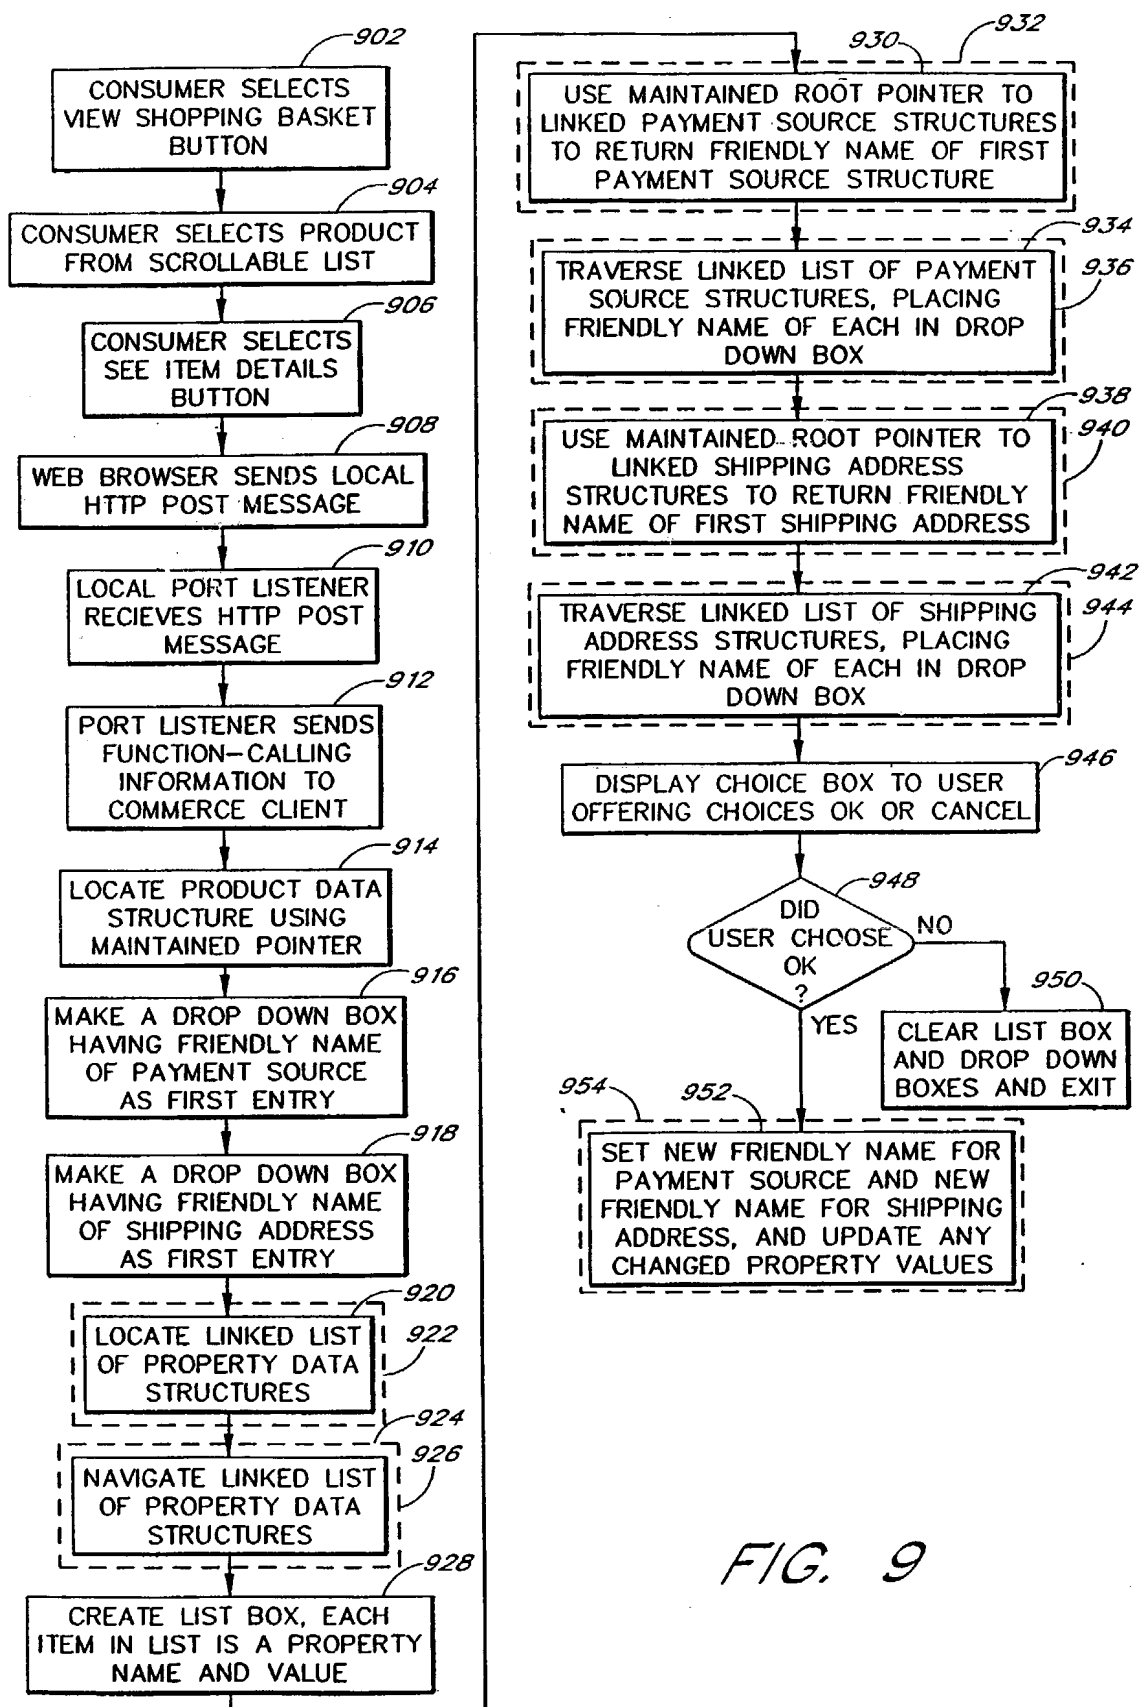 902
CONSUMER SELECTS
VIEW SHOPPING BASKET
BUTTON
904
CONSUMER SELECTS PRODUCT
FROM SCROLLABLE LIST
906
CONSUMER SELECTS
SEE ITEM DETAILS
BUTTON
908
WEB BROWSER SENDS LOCAL
HTTP POST MESSAGE
910
LOCAL PORT LISTENER
RECIEVES HTTP POST
MESSAGE
912
PORT LISTENER SENDS
FUNCTION-CALLING
INFORMATION TO
COMMERCE CLIENT
914
LOCATE PRODUCT DATA
STRUCTURE USING
MAINTAINED POINTER
916
MAKE A DROP DOWN BOX
HAVING FRIENDLY NAME
OF PAYMENT SOURCE
AS FIRST ENTRY
918
MAKE A DROP DOWN BOX
HAVING FRIENDLY NAME
OF SHIPPING ADDRESS
AS FIRST ENTRY
920
922
LOCATE LINKED LIST
OF PROPERTY DATA
STRUCTURES
924
926
NAVIGATE LINKED LIST
OF PROPERTY DATA
STRUCTURES
928
CREATE LIST BOX, EACH
ITEM IN LIST IS A PROPERTY
NAME AND VALUE
930
932
USE MAINTAINED ROOT POINTER TO
LINKED PAYMENT SOURCE STRUCTURES
TO RETURN FRIENDLY NAME OF FIRST
PAYMENT SOURCE STRUCTURE
934
936
TRAVERSE LINKED LIST OF PAYMENT
SOURCE STRUCTURES, PLACING
FRIENDLY NAME OF EACH IN DROP
DOWN BOX
938
940
USE MAINTAINED ROOT POINTER TO
LINKED SHIPPING ADDRESS
STRUCTURES TO RETURN FRIENDLY
NAME OF FIRST SHIPPING ADDRESS
942
944
TRAVERSE LINKED LIST OF SHIPPING
ADDRESS STRUCTURES, PLACING
FRIENDLY NAME OF EACH IN DROP
DOWN BOX
946
DISPLAY CHOICE BOX TO USER
OFFERING CHOICES OK OR CANCEL
948
DID
USER CHOOSE
OK
?
NO
YES
950
CLEAR LIST BOX
AND DROP DOWN
BOXES AND EXIT
954
952
SET NEW FRIENDLY NAME FOR
PAYMENT SOURCE AND NEW
FRIENDLY NAME FOR SHIPPING
ADDRESS, AND UPDATE ANY
CHANGED PROPERTY VALUES
FIG. 9